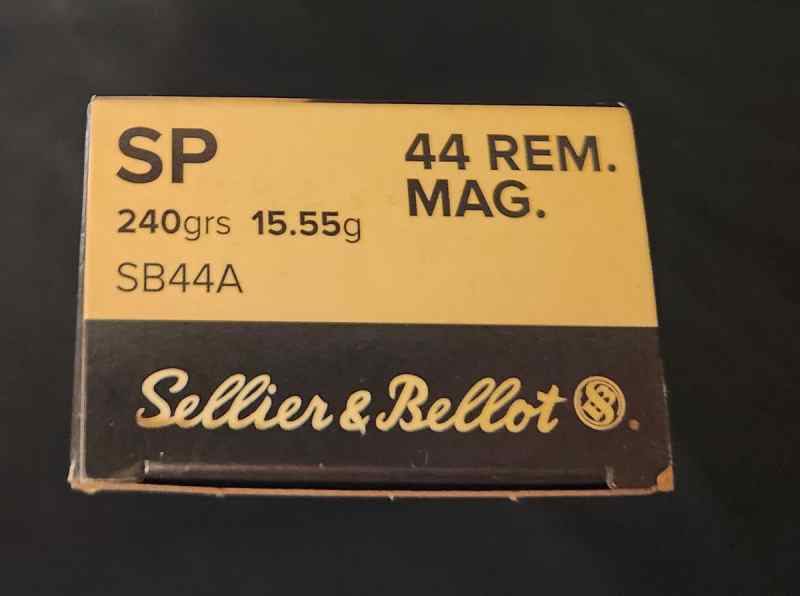 SP
44 REM.
MAG.
240grs 15.55g
SB44A
Sellier & Bellot